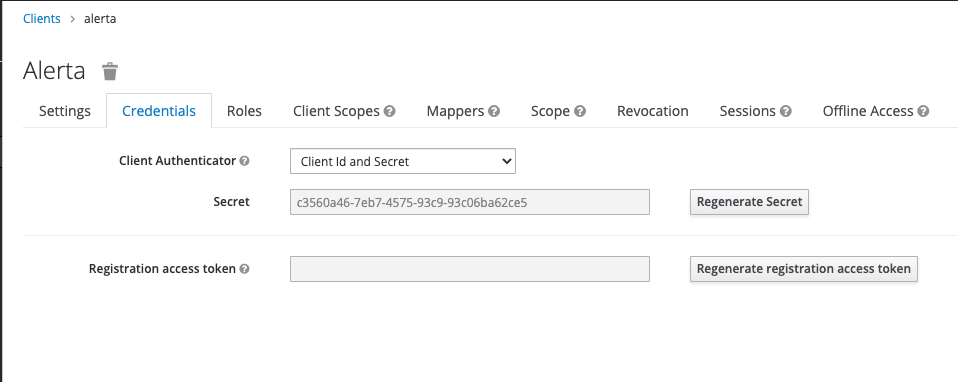 Clients > alerta
Alerta
Settings Credentials Roles Client Scopes Mappers Scope Revocation Sessions Offline Access
Client Authenticator Client Id and Secret
Secret c3560a46-7eb7-4575-93c9-93c06ba62ce5 Regenerate Secret
Registration access token Regenerate registration access token